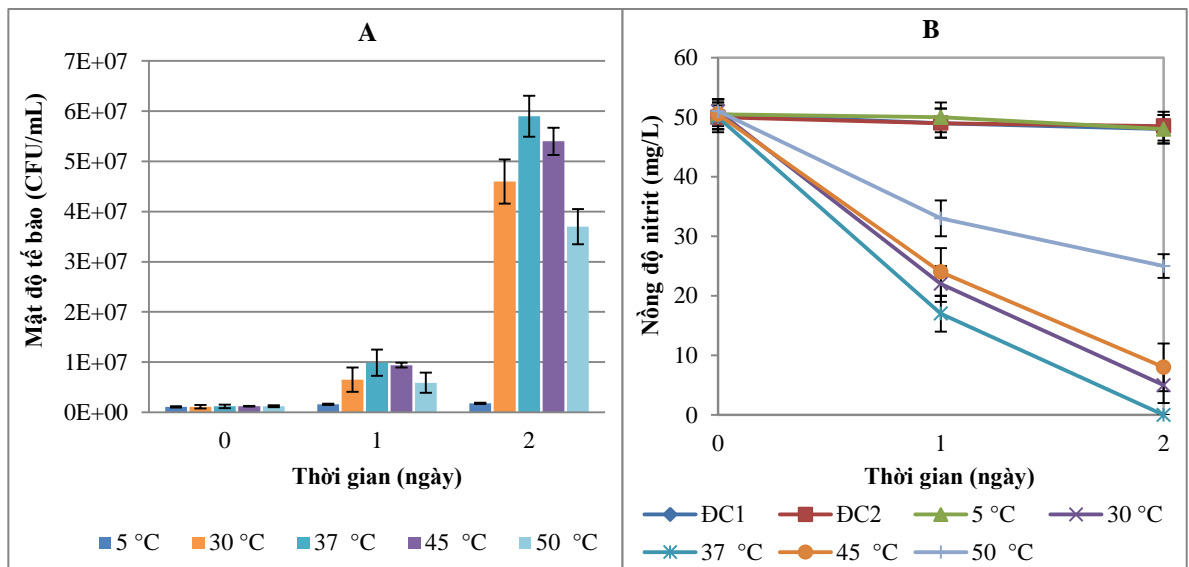 A
Mật độ tế bào (CFU/mL)
7E+07
6E+07
5E+07
4E+07
3E+07
2E+07
1E+07
0E+00
0 1 2
Thời gian (ngày)
5 °C 30 °C 37 °C 45 °C 50 °C
B
Nồng độ nitrit (mg/L)
60
50
40
30
20
10
0
0 1 2
Thời gian (ngày)
ĐC1 ĐC2 5 °C 30 °C
37 °C 45 °C 50 °C